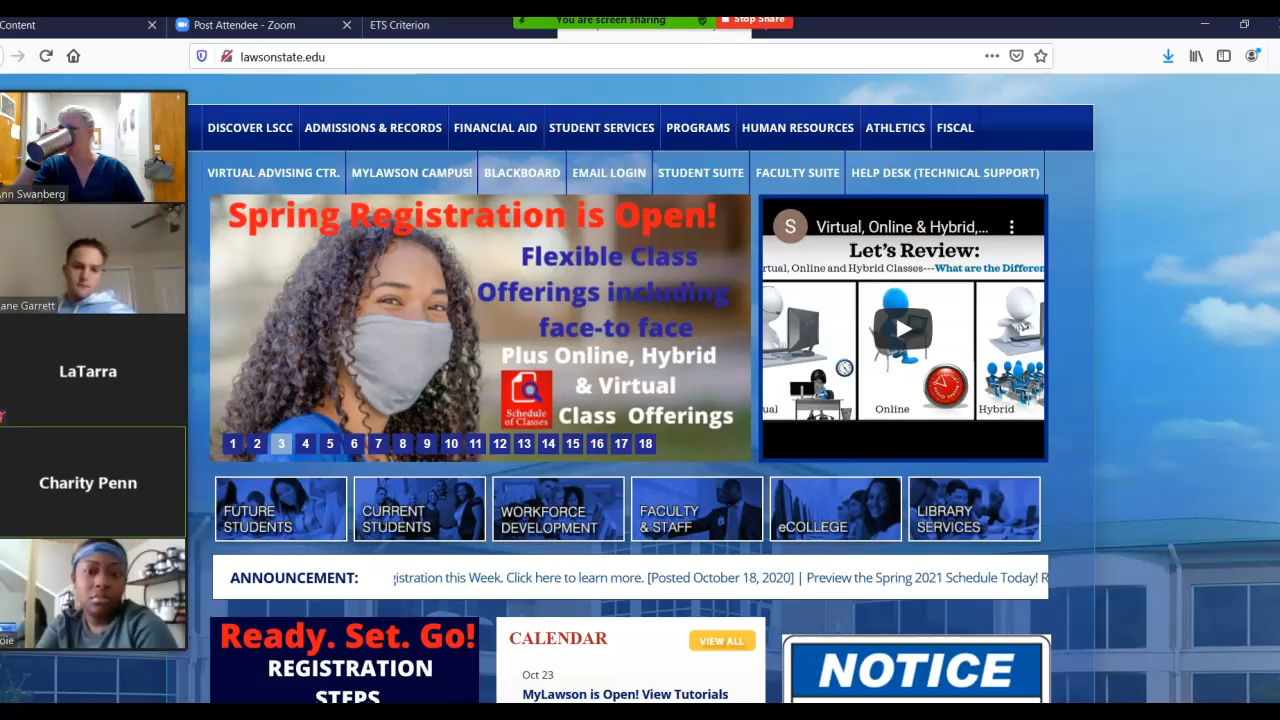 Content
Post Attendee - Zoom
ETS Criterion
You are screen sharing
Stop Share
lawsonstate.edu
DISCOVER LSCC
ADMISSIONS & RECORDS
FINANCIAL AID
STUDENT SERVICES
PROGRAMS
HUMAN RESOURCES
ATHLETICS
FISCAL
VIRTUAL ADVISING CTR.
MYLAWSON CAMPUS!
BLACKBOARD
EMAIL LOGIN
STUDENT SUITE
FACULTY SUITE
HELP DESK (TECHNICAL SUPPORT)
Ann Swanberg
ane Garrett
LaTarra
Charity Penn
oie
Spring Registration is Open!
Flexible Class
Offerings including
face-to face
Plus Online, Hybrid
& Virtual
Class Offerings
Schedule
of Classes
1 2 3 4 5 6 7 8 9 10 11 12 13 14 15 16 17 18
S
Virtual, Online & Hybrid,...
Let's Review:
rtual, Online and Hybrid Classes---What are the Differen
ual
Online
Hybrid
FUTURE
STUDENTS
CURRENT
STUDENTS
WORKFORCE
DEVELOPMENT
FACULTY
& STAFF
eCOLLEGE
LIBRARY
SERVICES
ANNOUNCEMENT:
gistration this Week. Click here to learn more. [Posted October 18, 2020] | Preview the Spring 2021 Schedule Today! R
Ready. Set. Go!
REGISTRATION
STEPS
CALENDAR
VIEW ALL
Oct 23
MyLawson is Open! View Tutorials
NOTICE